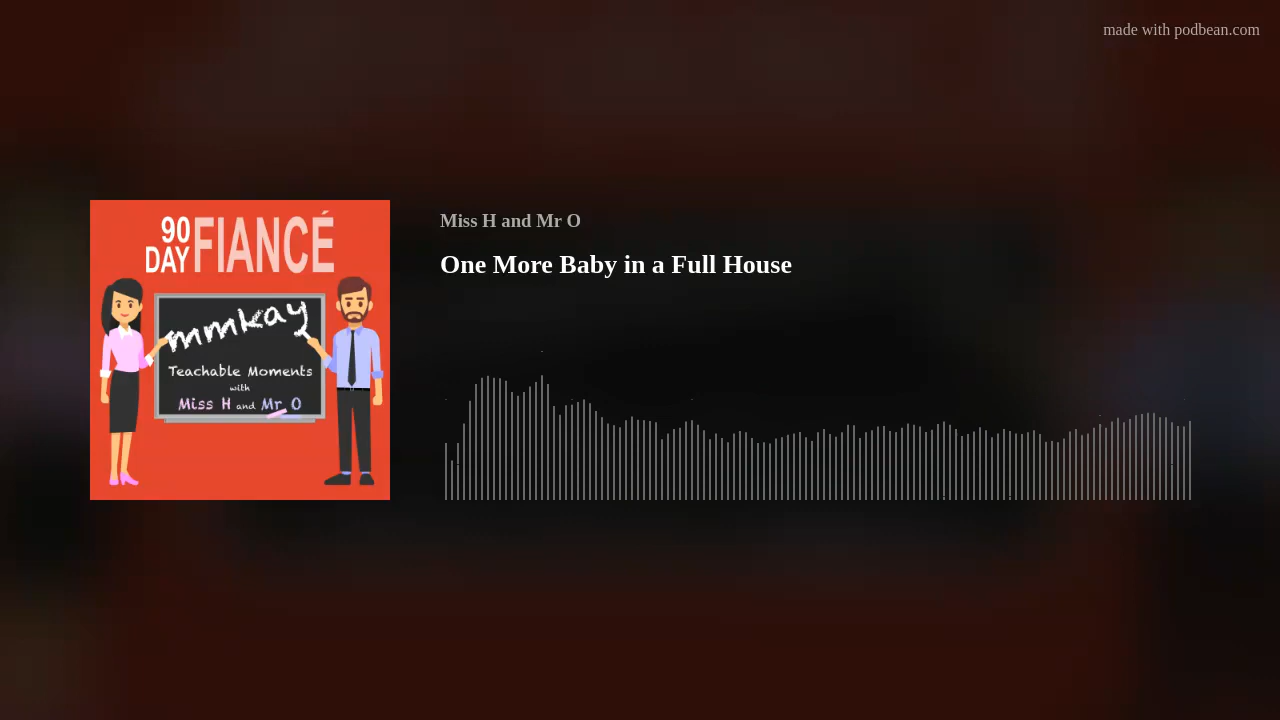 made with podbean.com
90
DAY FIANCÉ
mmkay
Teachable Moments
with
Miss H and Mr. O
Miss H and Mr O
One More Baby in a Full House